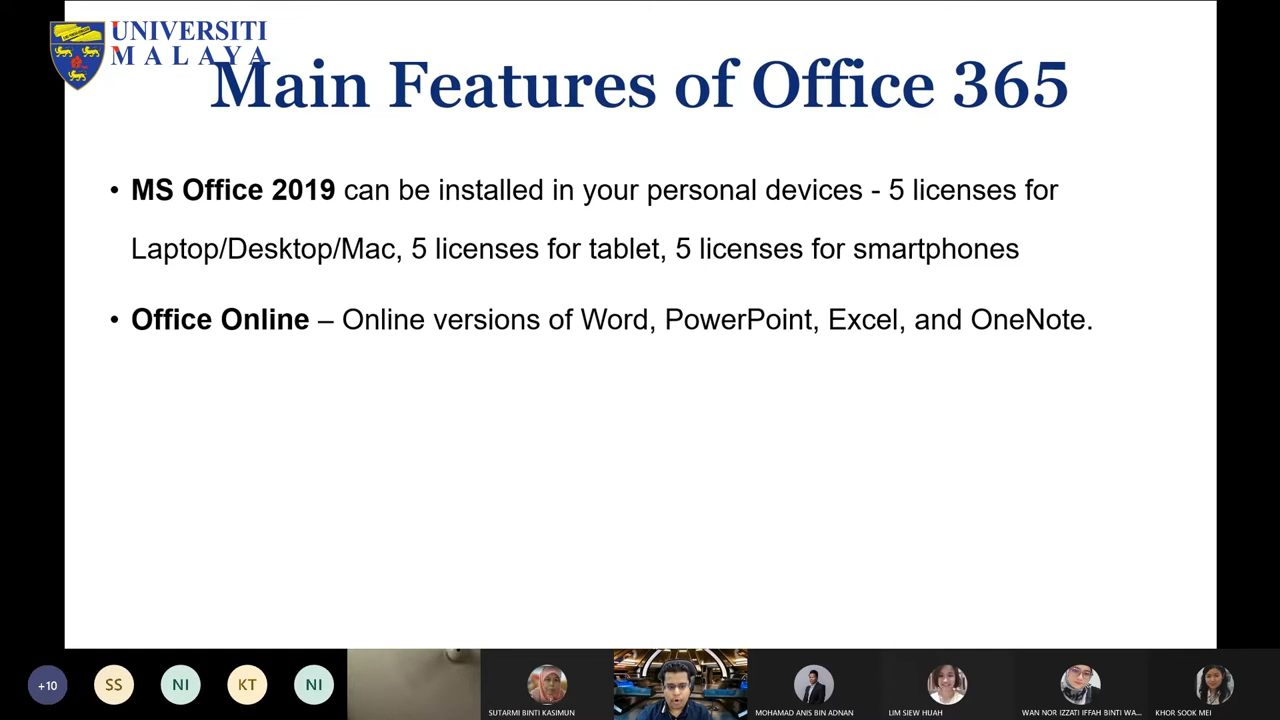 UNIVERSITI
MALAYA
Main Features of Office 365
• MS Office 2019 can be installed in your personal devices - 5 licenses for
Laptop/Desktop/Mac, 5 licenses for tablet, 5 licenses for smartphones
• Office Online – Online versions of Word, PowerPoint, Excel, and OneNote.
+10
SS
NI
KT
NI
SUTARMI BINTI KASIMUN
MOHAMAD ANIS BIN ADNAN
LIM SIEW HUAH
WAN NOR IZZATI IFFAH BINTI WA...
KHOR SOOK MEI